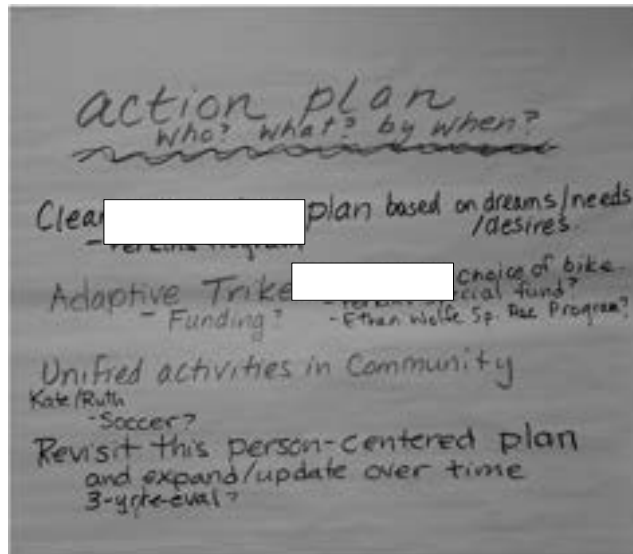 action plan
who? what? by when?
plan based on dreams/needs
/desires.
Adaptive Trike choice of bike
- Funding? fund?
- Ethan Wolfe Sp. Rec Program?
Unified activities in Community
Kate/Ruth
- Soccer?
Revisit this person-centered plan
and expand/update over time
3-yr re-eval?